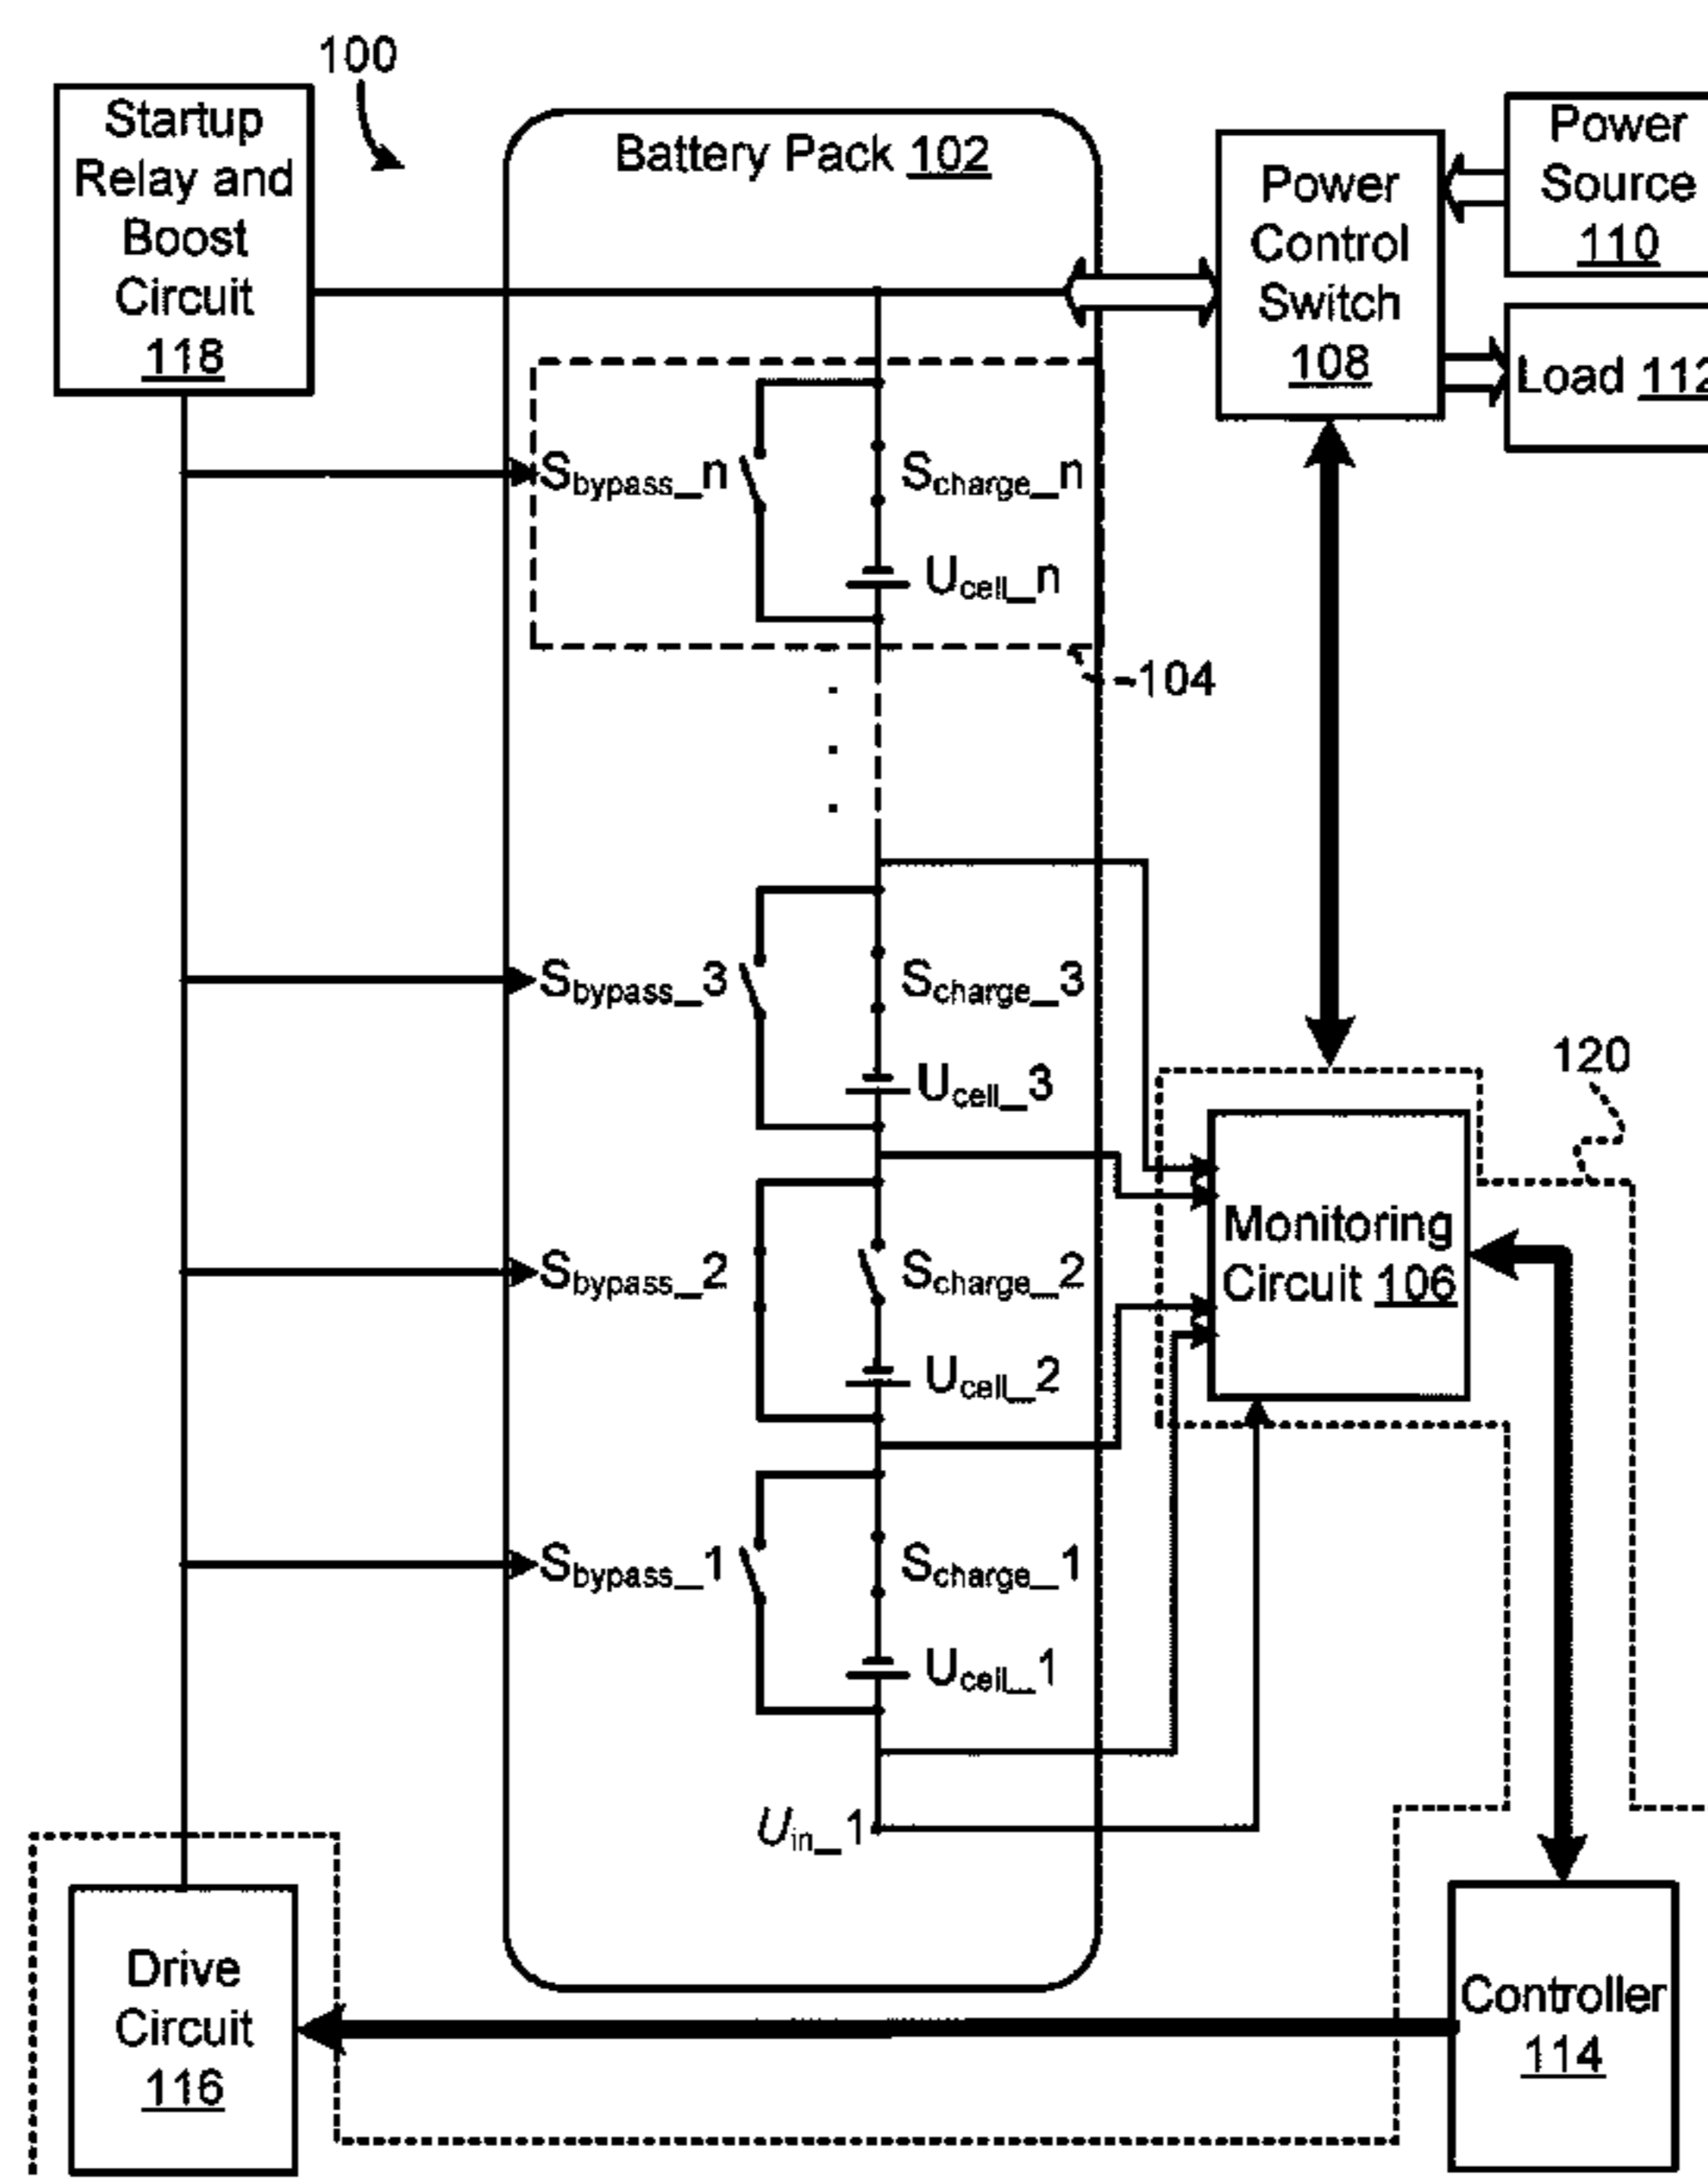 100
Startup
Relay and
Boost
Circuit
118
Battery Pack 102
Power
Control
Switch
108
Power
Source
110
Load 112
Sbypass_n
Scharge_n
Ucell_n
104
.
.
.
Sbypass_3
Scharge_3
Ucell_3
120
Monitoring
Circuit 106
Sbypass_2
Scharge_2
Ucell_2
Sbypass_1
Scharge_1
Ucell_1
Uin_1
Drive
Circuit
116
Controller
114